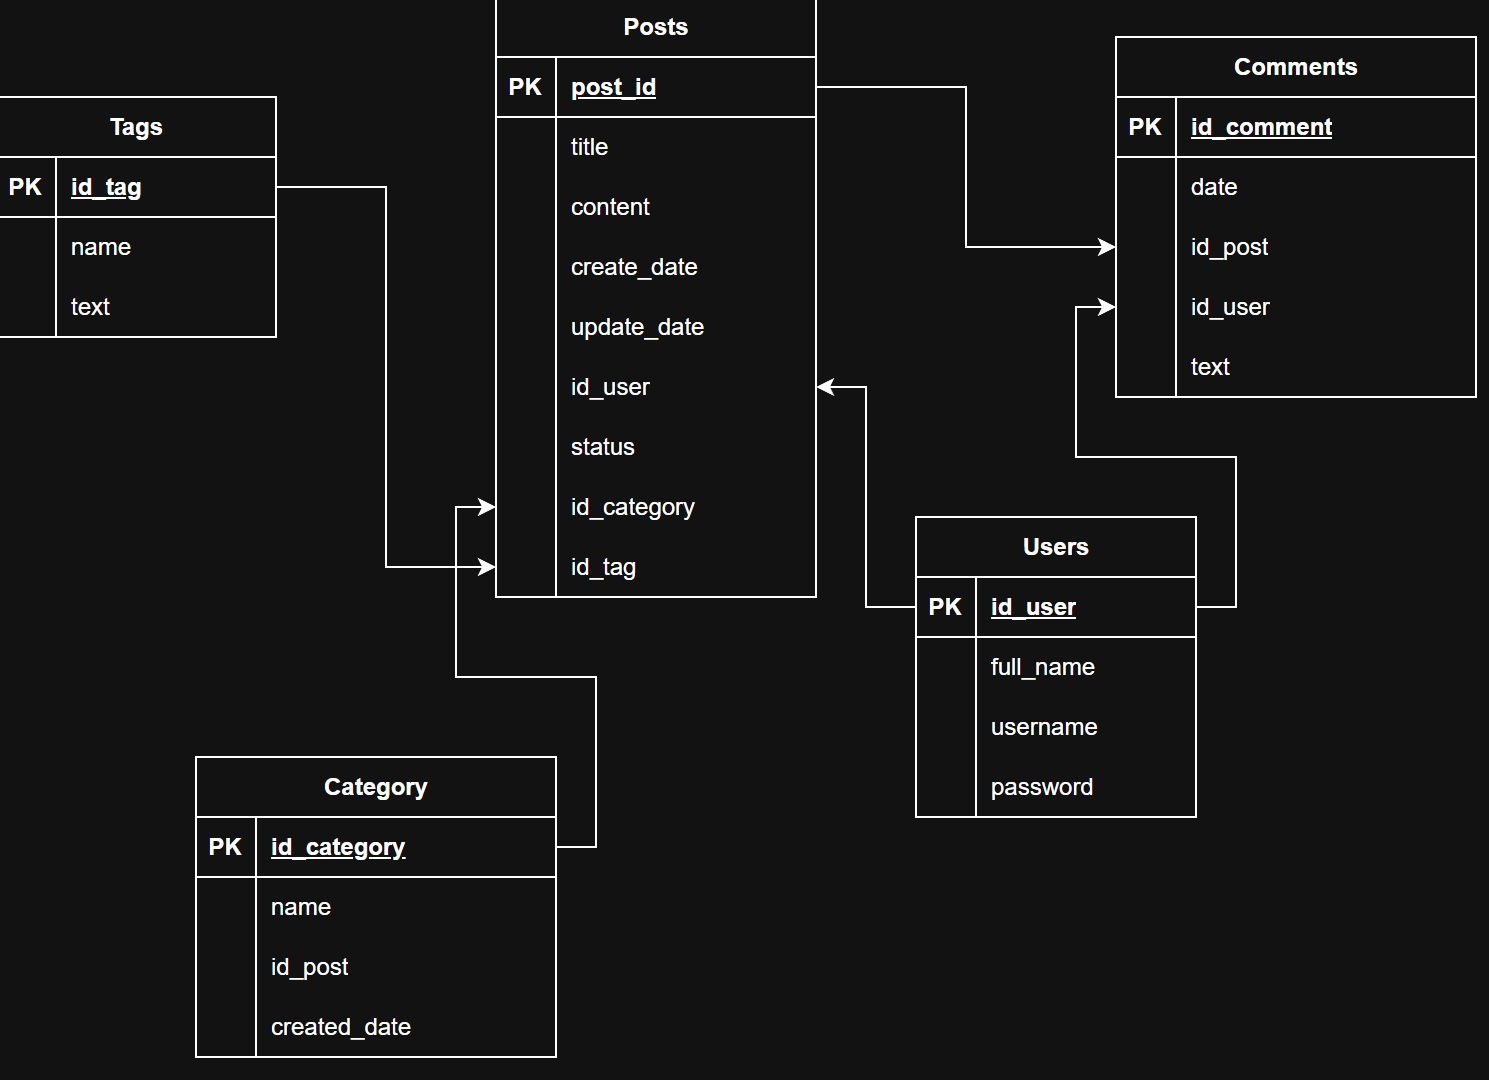 Tags
PK id_tag
name
text
Posts
PK post_id
title
content
create_date
update_date
id_user
status
id_category
id_tag
Comments
PK id_comment
date
id_post
id_user
text
Users
PK id_user
full_name
username
password
Category
PK id_category
name
id_post
created_date